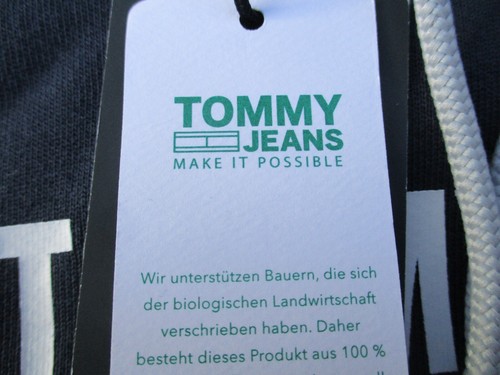 TOMMY
JEANS
MAKE IT POSSIBLE
Wir unterstützen Bauern, die sich
der biologischen Landwirtschaft
verschrieben haben. Daher
besteht dieses Produkt aus 100 %
T M